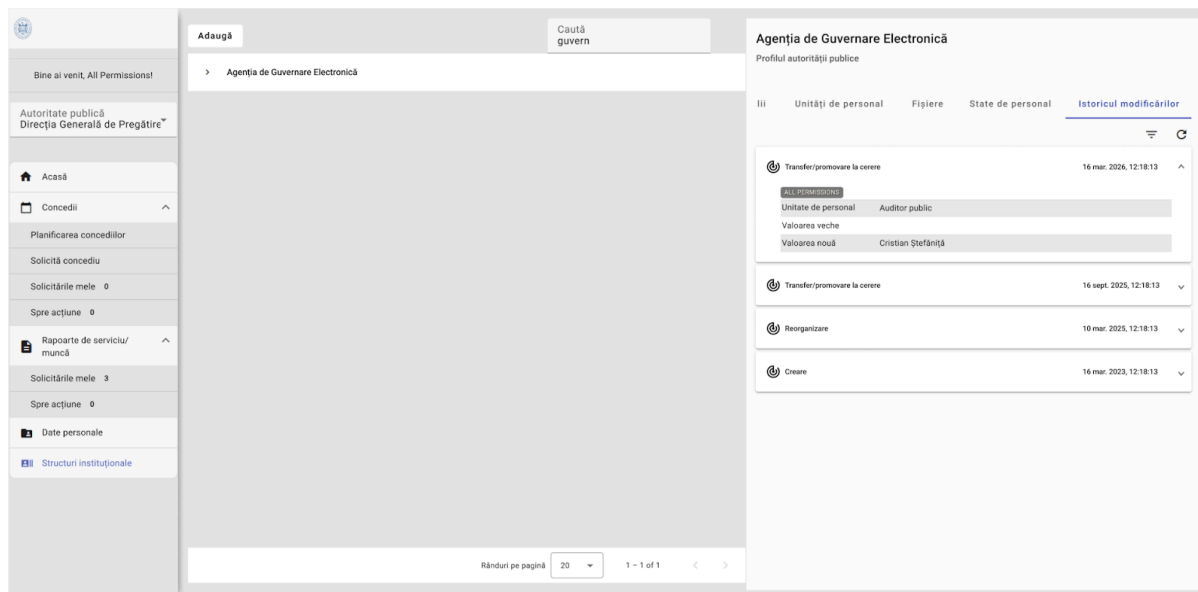 Bine ai venit, All Permissions!
Autoritate publică
Direcția Generală de Pregătire
Acasă
Concedii
Planificarea concediilor
Solicită concediu
Solicitările mele 0
Spre acțiune 0
Rapoarte de serviciu/
muncă
Solicitările mele 3
Spre acțiune 0
Date personale
Structuri instituționale
Adaugă
Caută
guvern
Agenția de Guvernare Electronică
Rânduri pe pagină 20 1 – 1 of 1
Agenția de Guvernare Electronică
Profilul autorității publice
lii Unități de personal Fișiere State de personal Istoricul modificărilor
Transfer/promovare la cerere 16 mar. 2026, 12:18:13
ALL PERMISSIONS
Unitate de personal Auditor public
Valoarea veche
Valoarea nouă Cristian Ștefăniță
Transfer/promovare la cerere 16 sept. 2025, 12:18:13
Reorganizare 10 mar. 2025, 12:18:13
Creare 16 mar. 2023, 12:18:13